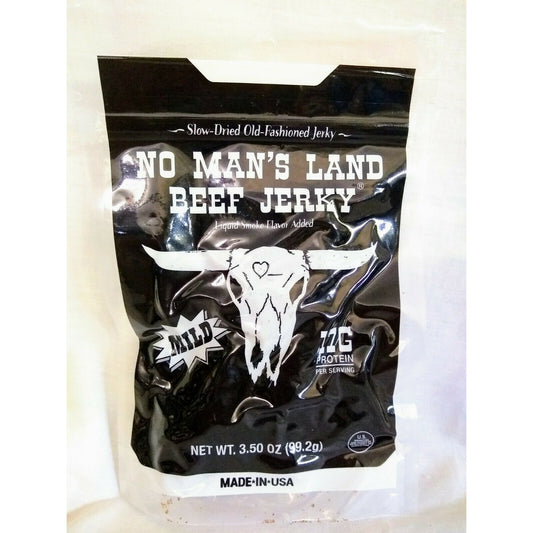 ~Slow-Dried Old-Fashioned Jerky~
NO MAN'S LAND
BEEF JERKY®
Liquid Smoke Flavor Added
MILD
11G
PROTEIN
PER SERVING
NET WT. 3.50 OZ (99.2g)
U.S.
MADE•IN•USA